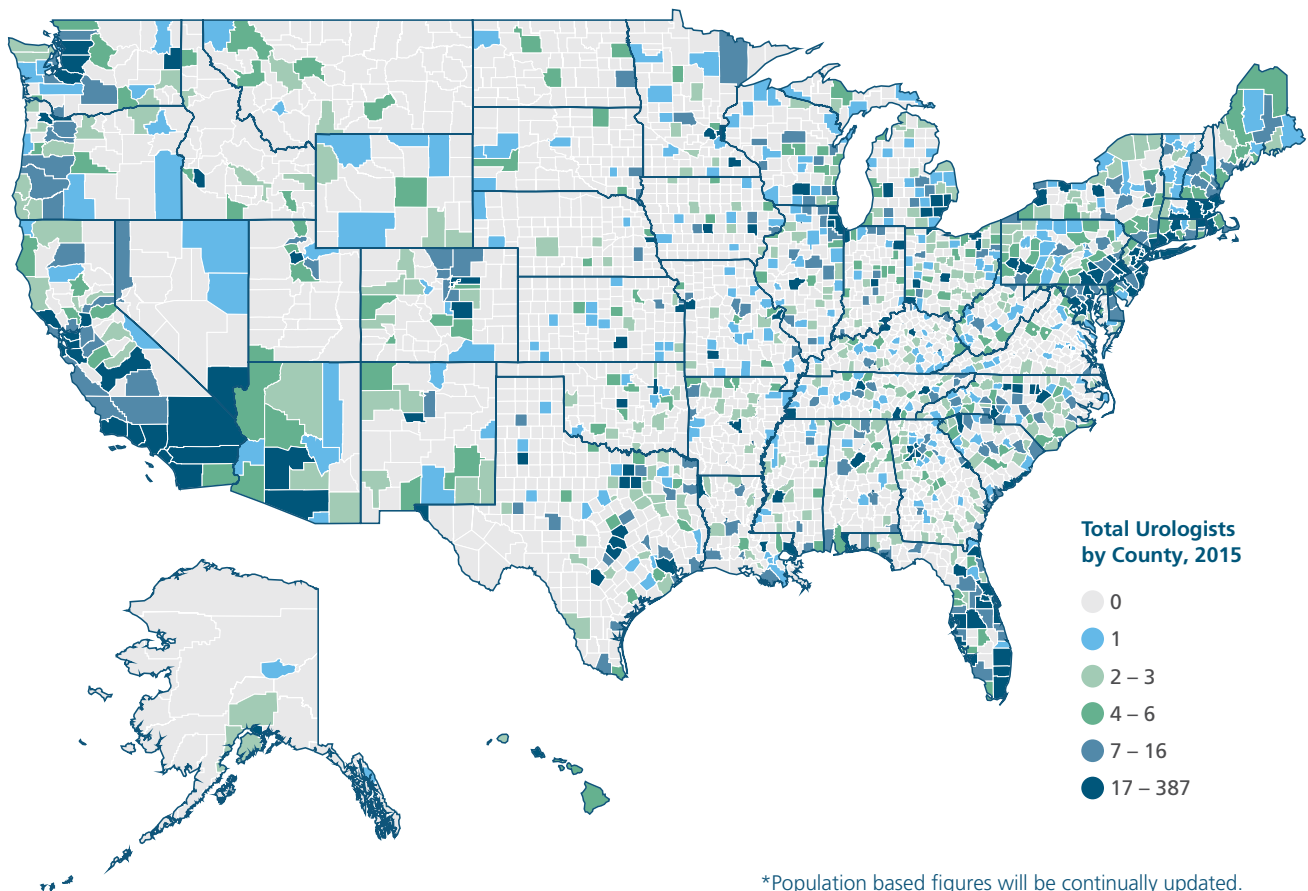 Total Urologists
by County, 2015
0
1
2 – 3
4 – 6
7 – 16
17 – 387
*Population based figures will be continually updated.